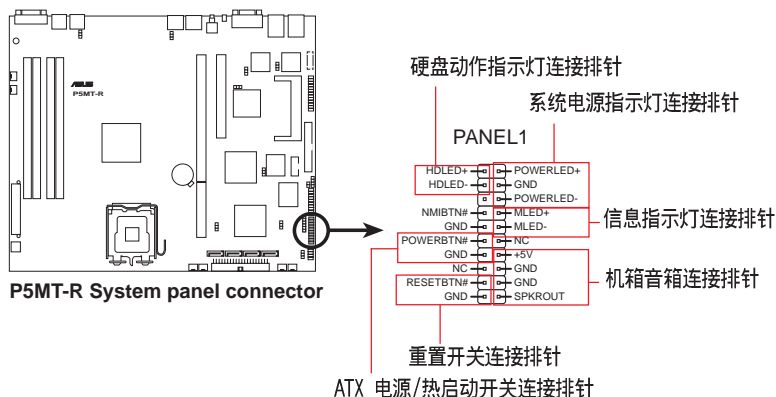 硬盘动作指示灯连接排针
系统电源指示灯连接排针
PANEL1
ASUS
P5MT-R
HDLED+ POWERLED+
HDLED- GND
POWERLED-
NMIBTN# MLED+
GND MLED-
POWERBTN# NC
GND +5V
NC GND
RESETBTN# GND
GND SPKROUT
信息指示灯连接排针
机箱音箱连接排针
P5MT-R System panel connector
重置开关连接排针
ATX 电源/热启动开关连接排针